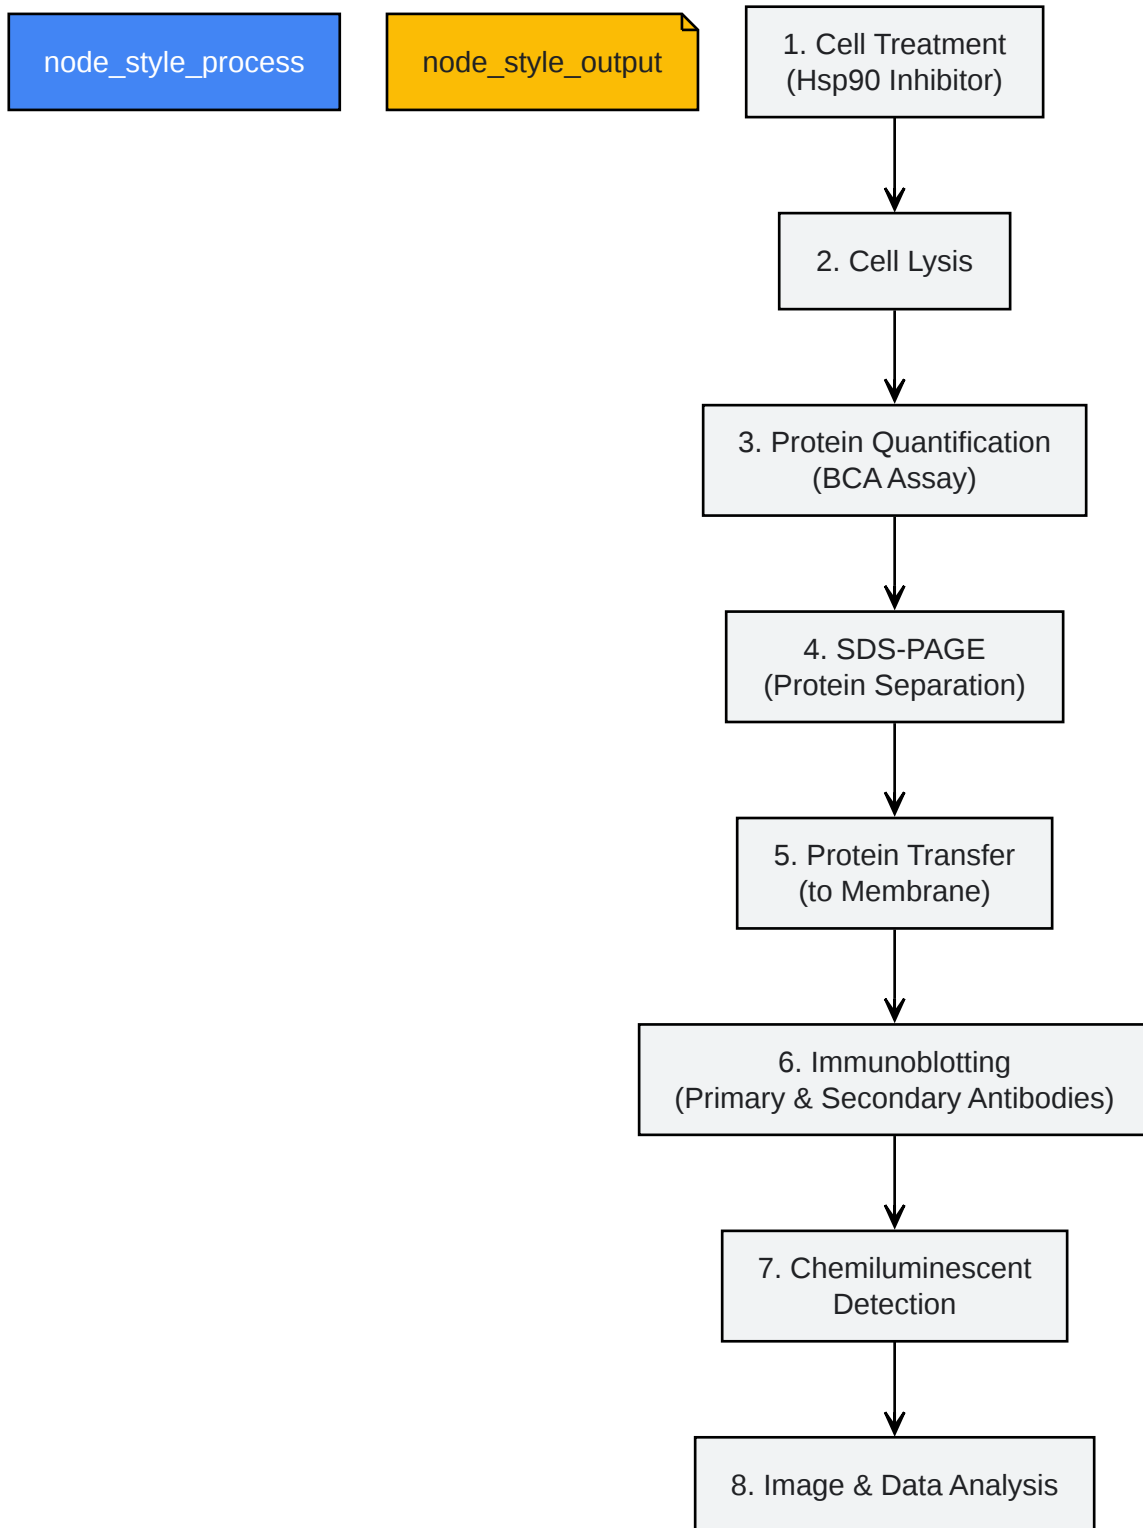 node_style_process
node_style_output
1. Cell Treatment
(Hsp90 Inhibitor)
2. Cell Lysis
3. Protein Quantification
(BCA Assay)
4. SDS-PAGE
(Protein Separation)
5. Protein Transfer
(to Membrane)
6. Immunoblotting
(Primary & Secondary Antibodies)
7. Chemiluminescent
Detection
8. Image & Data Analysis